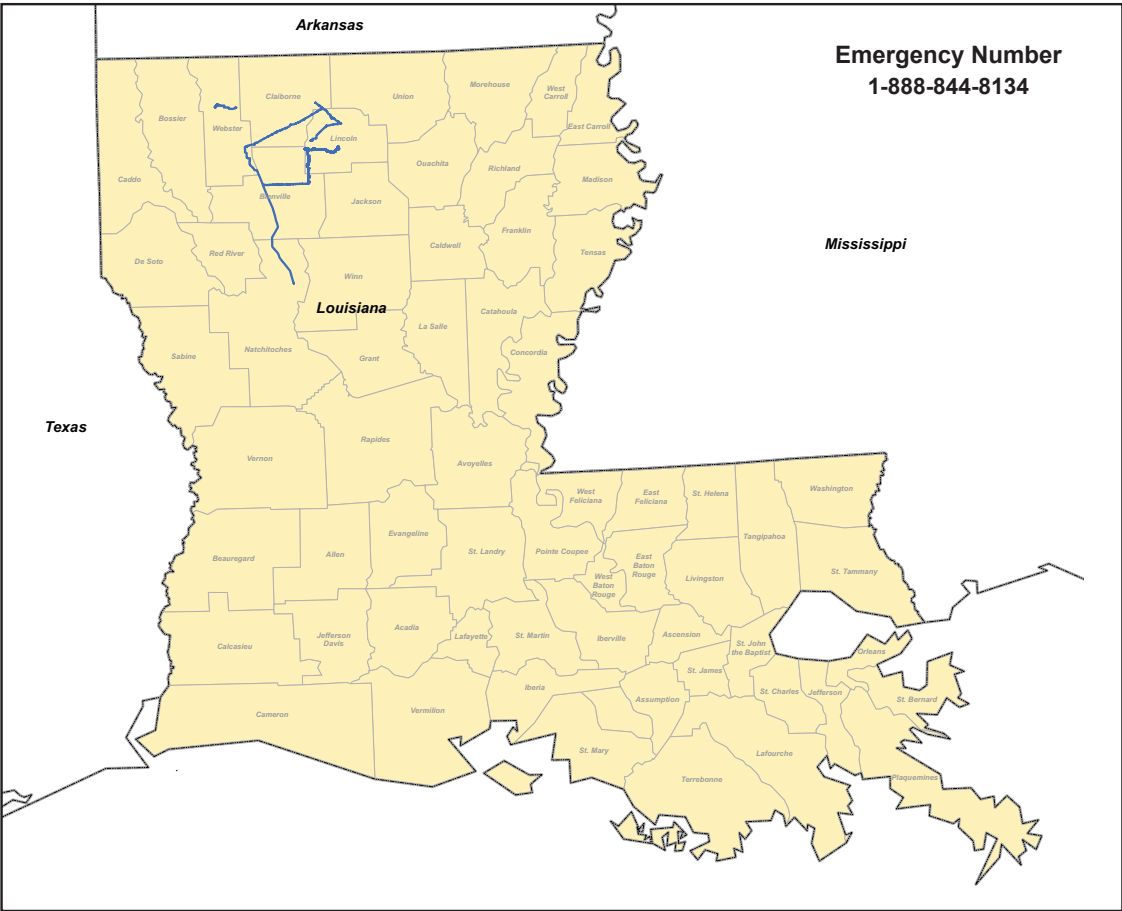 Arkansas
Emergency Number
1-888-844-8134
Claiborne
Union
Morehouse
West
Carroll
Bossier
Webster
Lincoln
East Carroll
Ouachita
Richland
Madison
Caddo
Bienville
Jackson
Franklin
Caldwell
Tensas
Mississippi
De Soto
Red River
Winn
Louisiana
La Salle
Catahoula
Concordia
Sabine
Natchitoches
Grant
Texas
Rapides
Vernon
Avoyelles
West
Feliciana
East
Feliciana
St. Helena
Washington
Beauregard
Allen
Evangeline
St. Landry
Pointe Coupee
Tangipahoa
East
Baton
Rouge
West
Baton
Rouge
Livingston
St. Tammany
Calcasieu
Jefferson
Davis
Acadia
Lafayette
St. Martin
Iberville
Ascension
St. John
the Baptist
Orleans
St. James
Iberia
Assumption
St. Charles
Jefferson
St. Bernard
Cameron
Vermilion
St. Mary
Lafourche
Terrebonne
Plaquemines